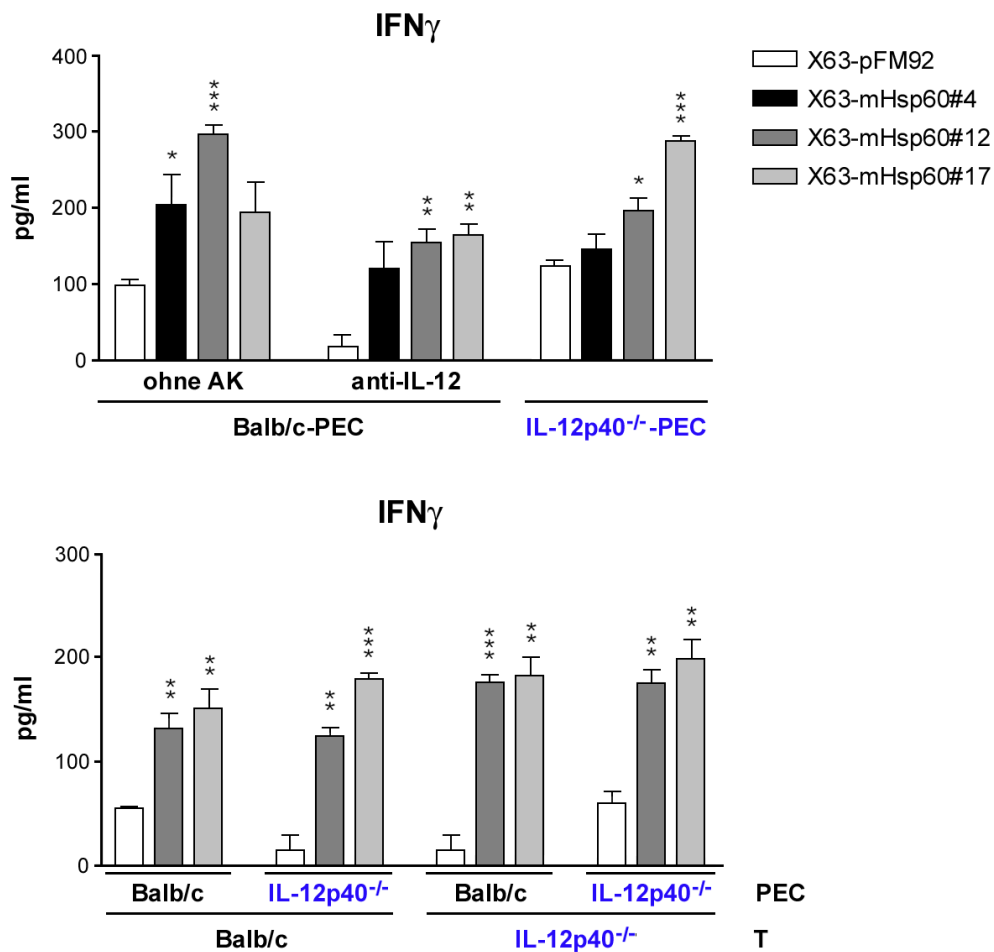 IFNγ
X63-pFM92
X63-mHsp60#4
X63-mHsp60#12
X63-mHsp60#17
pg/ml
400
300
200
100
0
*
***
**
**
*
***
ohne AK
anti-IL-12
Balb/c-PEC
IL-12p40-/--PEC
IFNγ
pg/ml
300
200
100
0
**
**
**
***
***
**
**
**
Balb/c
IL-12p40-/-
Balb/c
IL-12p40-/-
PEC
Balb/c
IL-12p40-/-
T